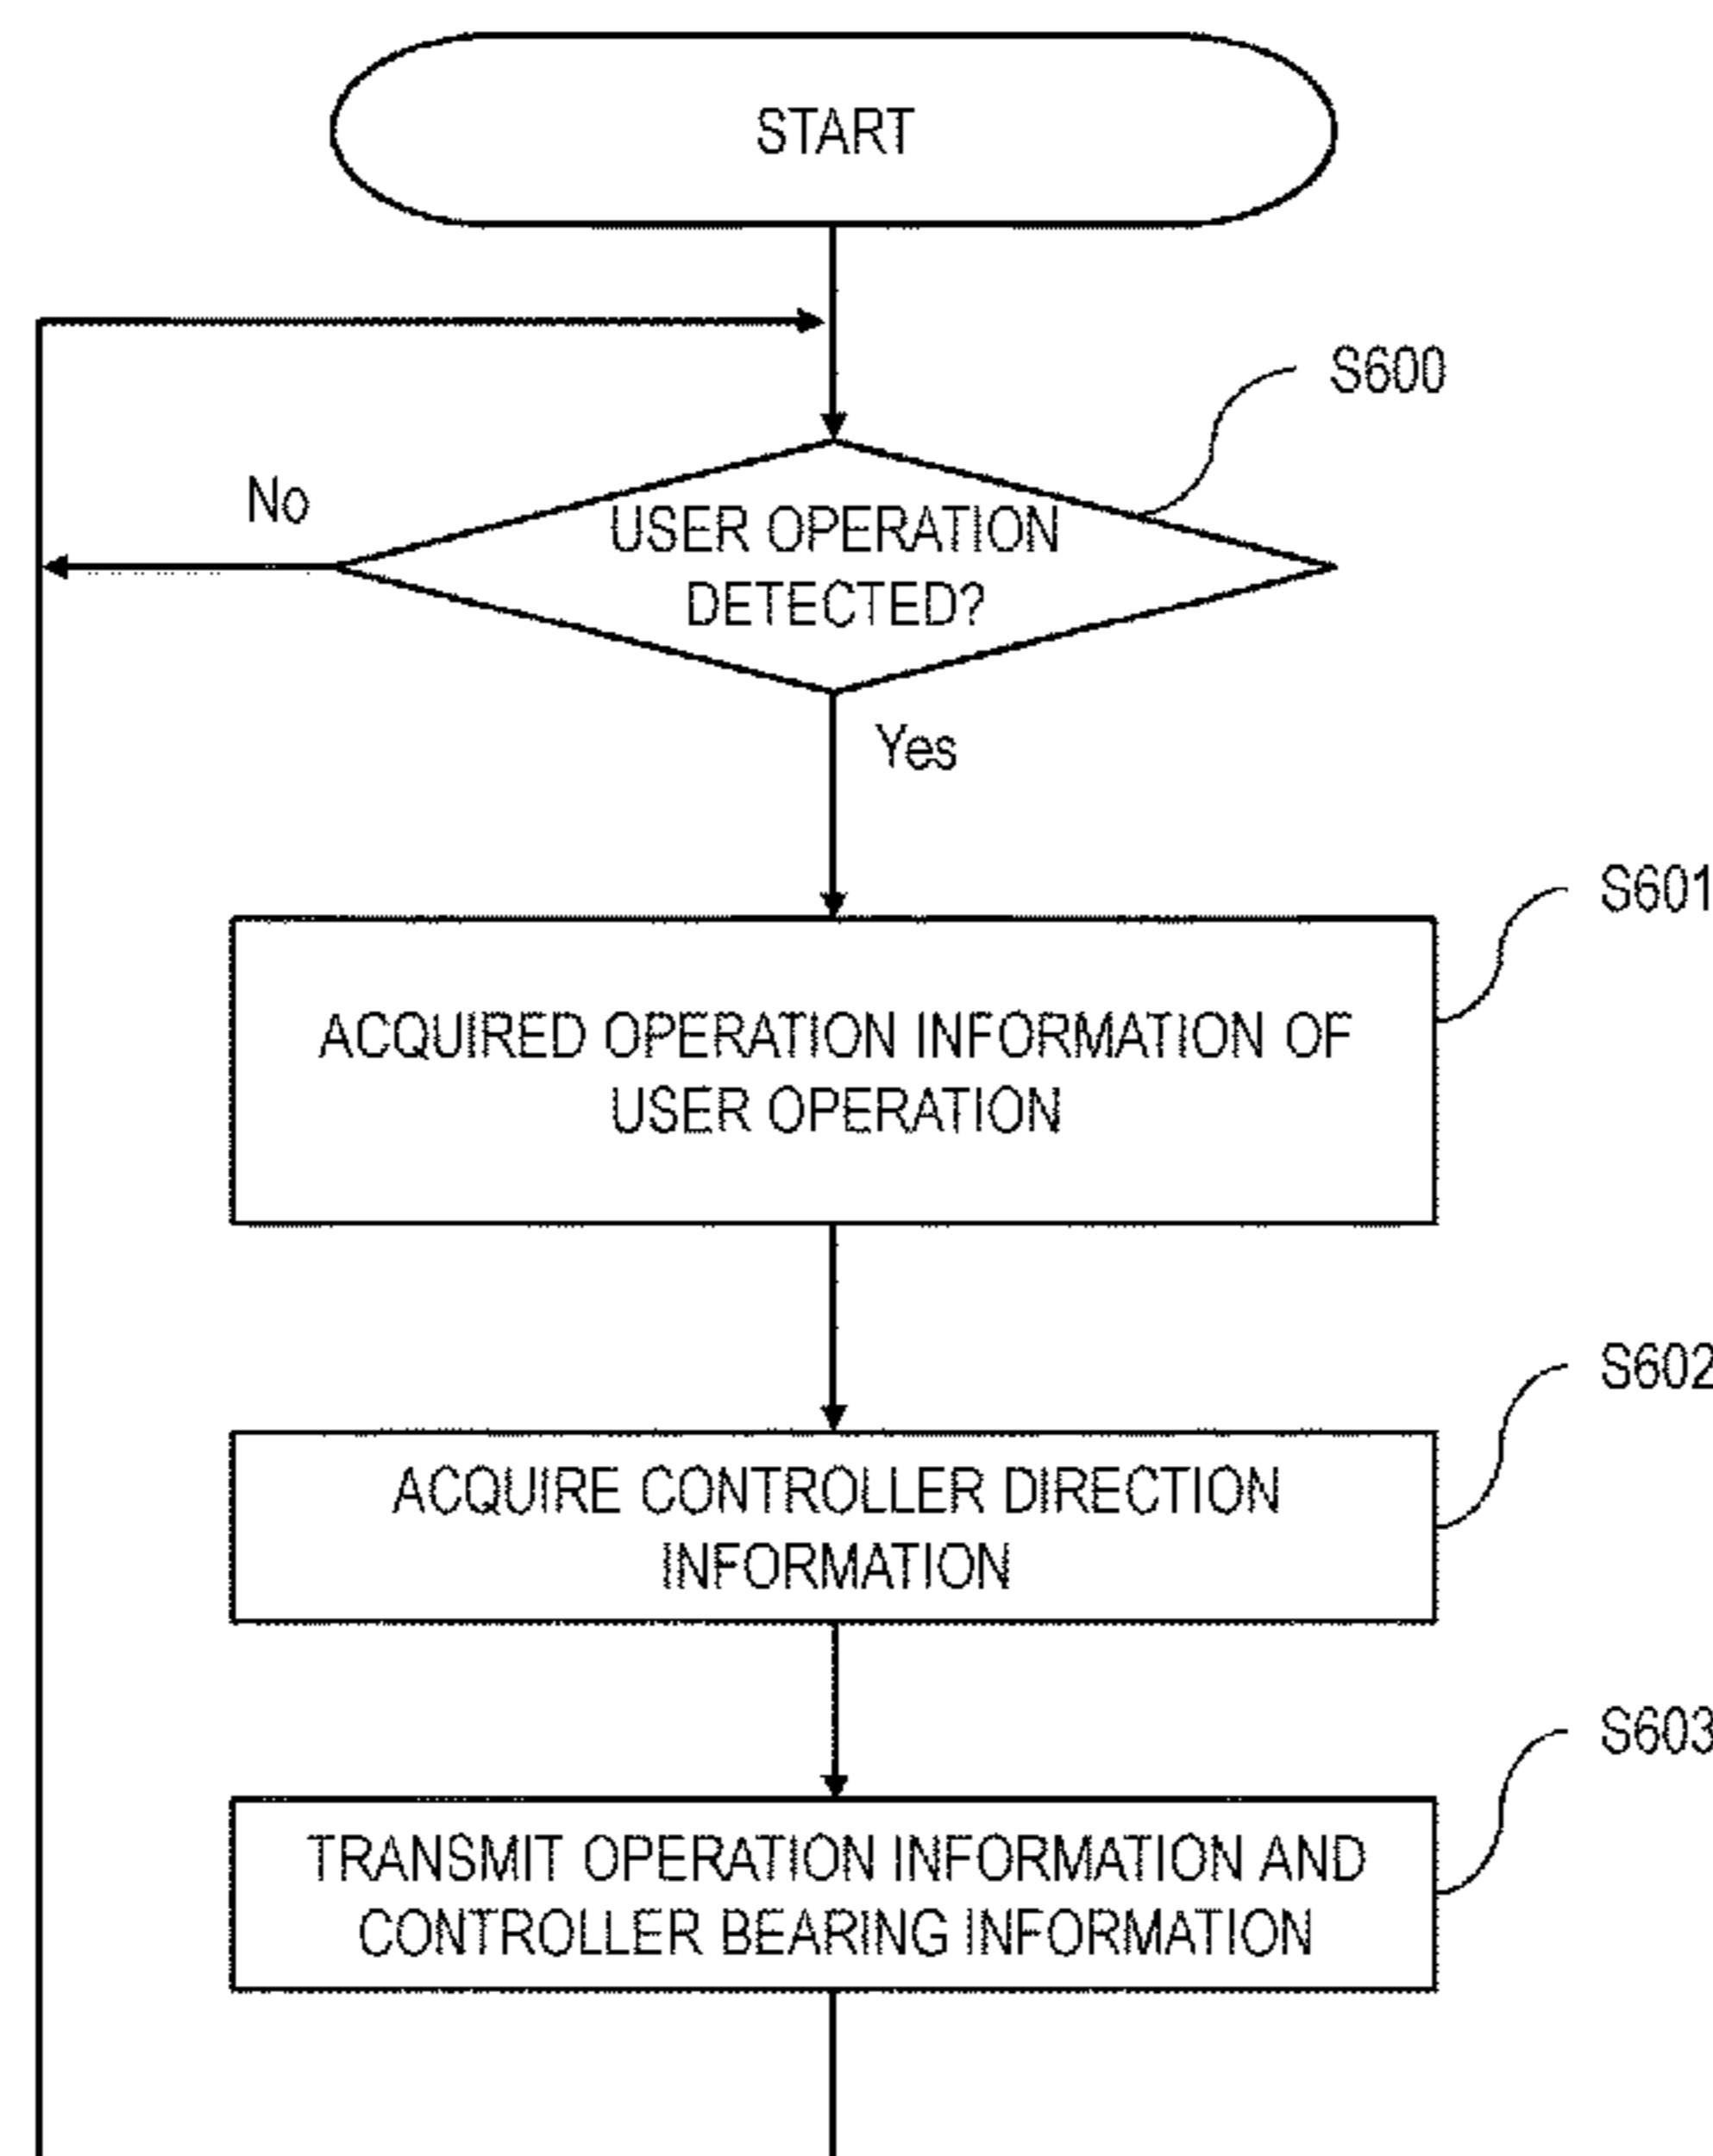 START
S600
No
USER OPERATION
DETECTED?
Yes
S601
ACQUIRED OPERATION INFORMATION OF
USER OPERATION
S602
ACQUIRE CONTROLLER DIRECTION
INFORMATION
S603
TRANSMIT OPERATION INFORMATION AND
CONTROLLER BEARING INFORMATION